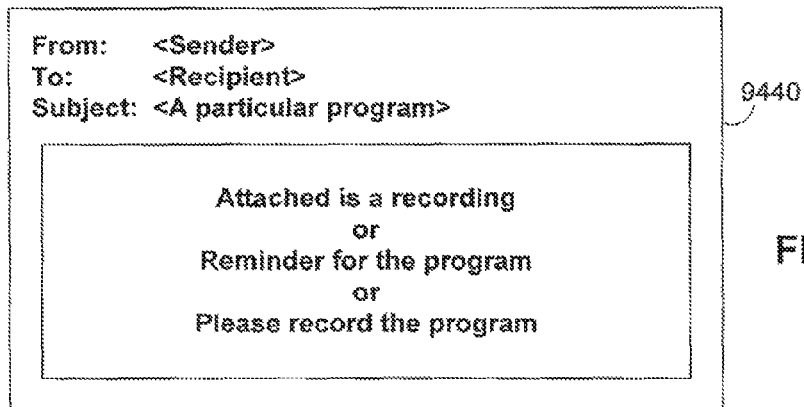 From: <Sender>
To: <Recipient>
Subject: <A particular program>
9440
Attached is a recording
or
Reminder for the program
or
Please record the program